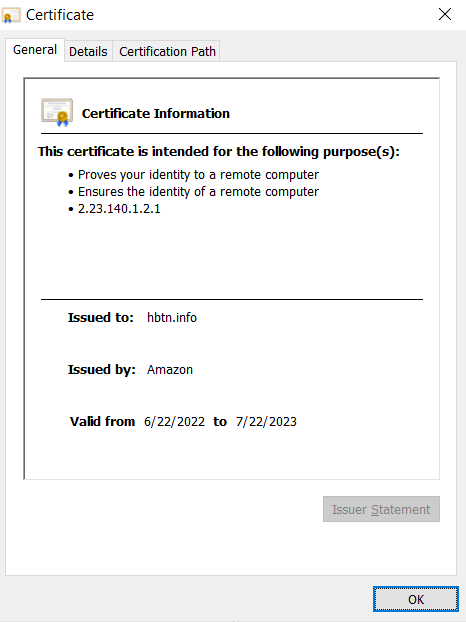 Certificate
General Details Certification Path
Certificate Information
This certificate is intended for the following purpose(s):
• Proves your identity to a remote computer
• Ensures the identity of a remote computer
• 2.23.140.1.2.1
Issued to: hbtn.info
Issued by: Amazon
Valid from 6/22/2022 to 7/22/2023
Issuer Statement
OK